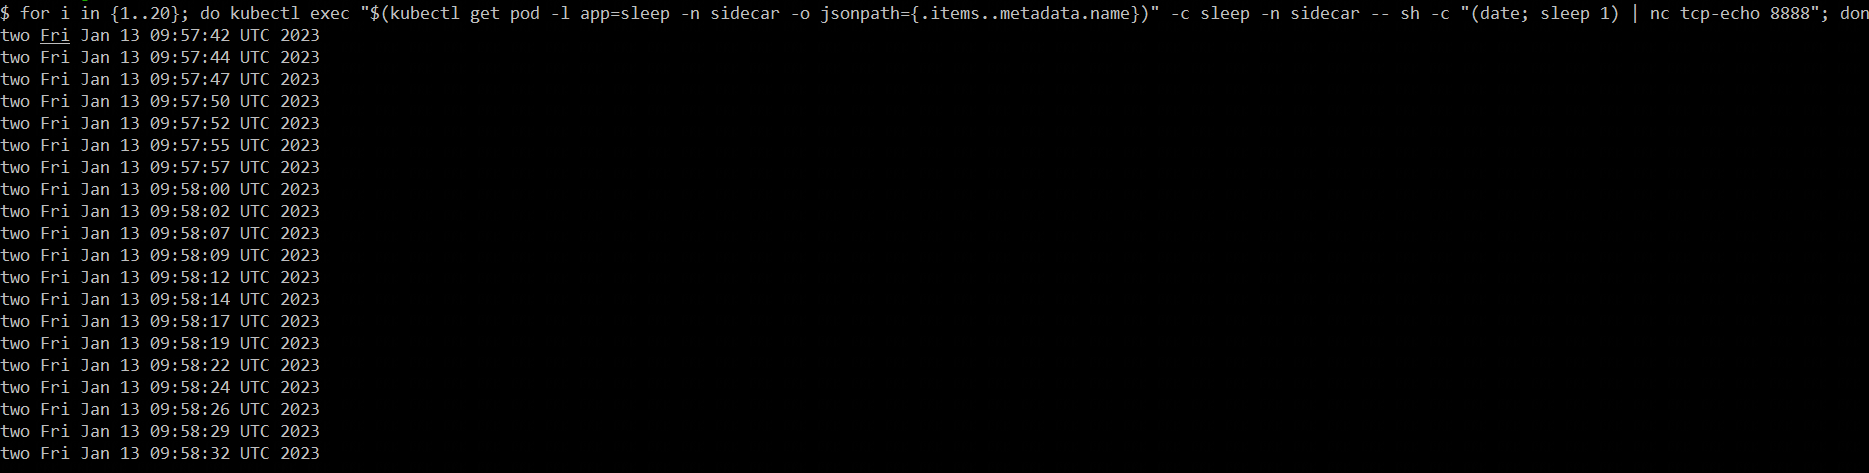 $ for i in {1..20}; do kubectl exec "$(kubectl get pod -l app=sleep -n sidecar -o jsonpath={.items..metadata.name})" -c sleep -n sidecar -- sh -c "(date; sleep 1) | nc tcp-echo 8888"; don
two Fri Jan 13 09:57:42 UTC 2023
two Fri Jan 13 09:57:44 UTC 2023
two Fri Jan 13 09:57:47 UTC 2023
two Fri Jan 13 09:57:50 UTC 2023
two Fri Jan 13 09:57:52 UTC 2023
two Fri Jan 13 09:57:55 UTC 2023
two Fri Jan 13 09:57:57 UTC 2023
two Fri Jan 13 09:58:00 UTC 2023
two Fri Jan 13 09:58:02 UTC 2023
two Fri Jan 13 09:58:07 UTC 2023
two Fri Jan 13 09:58:09 UTC 2023
two Fri Jan 13 09:58:12 UTC 2023
two Fri Jan 13 09:58:14 UTC 2023
two Fri Jan 13 09:58:17 UTC 2023
two Fri Jan 13 09:58:19 UTC 2023
two Fri Jan 13 09:58:22 UTC 2023
two Fri Jan 13 09:58:24 UTC 2023
two Fri Jan 13 09:58:26 UTC 2023
two Fri Jan 13 09:58:29 UTC 2023
two Fri Jan 13 09:58:32 UTC 2023